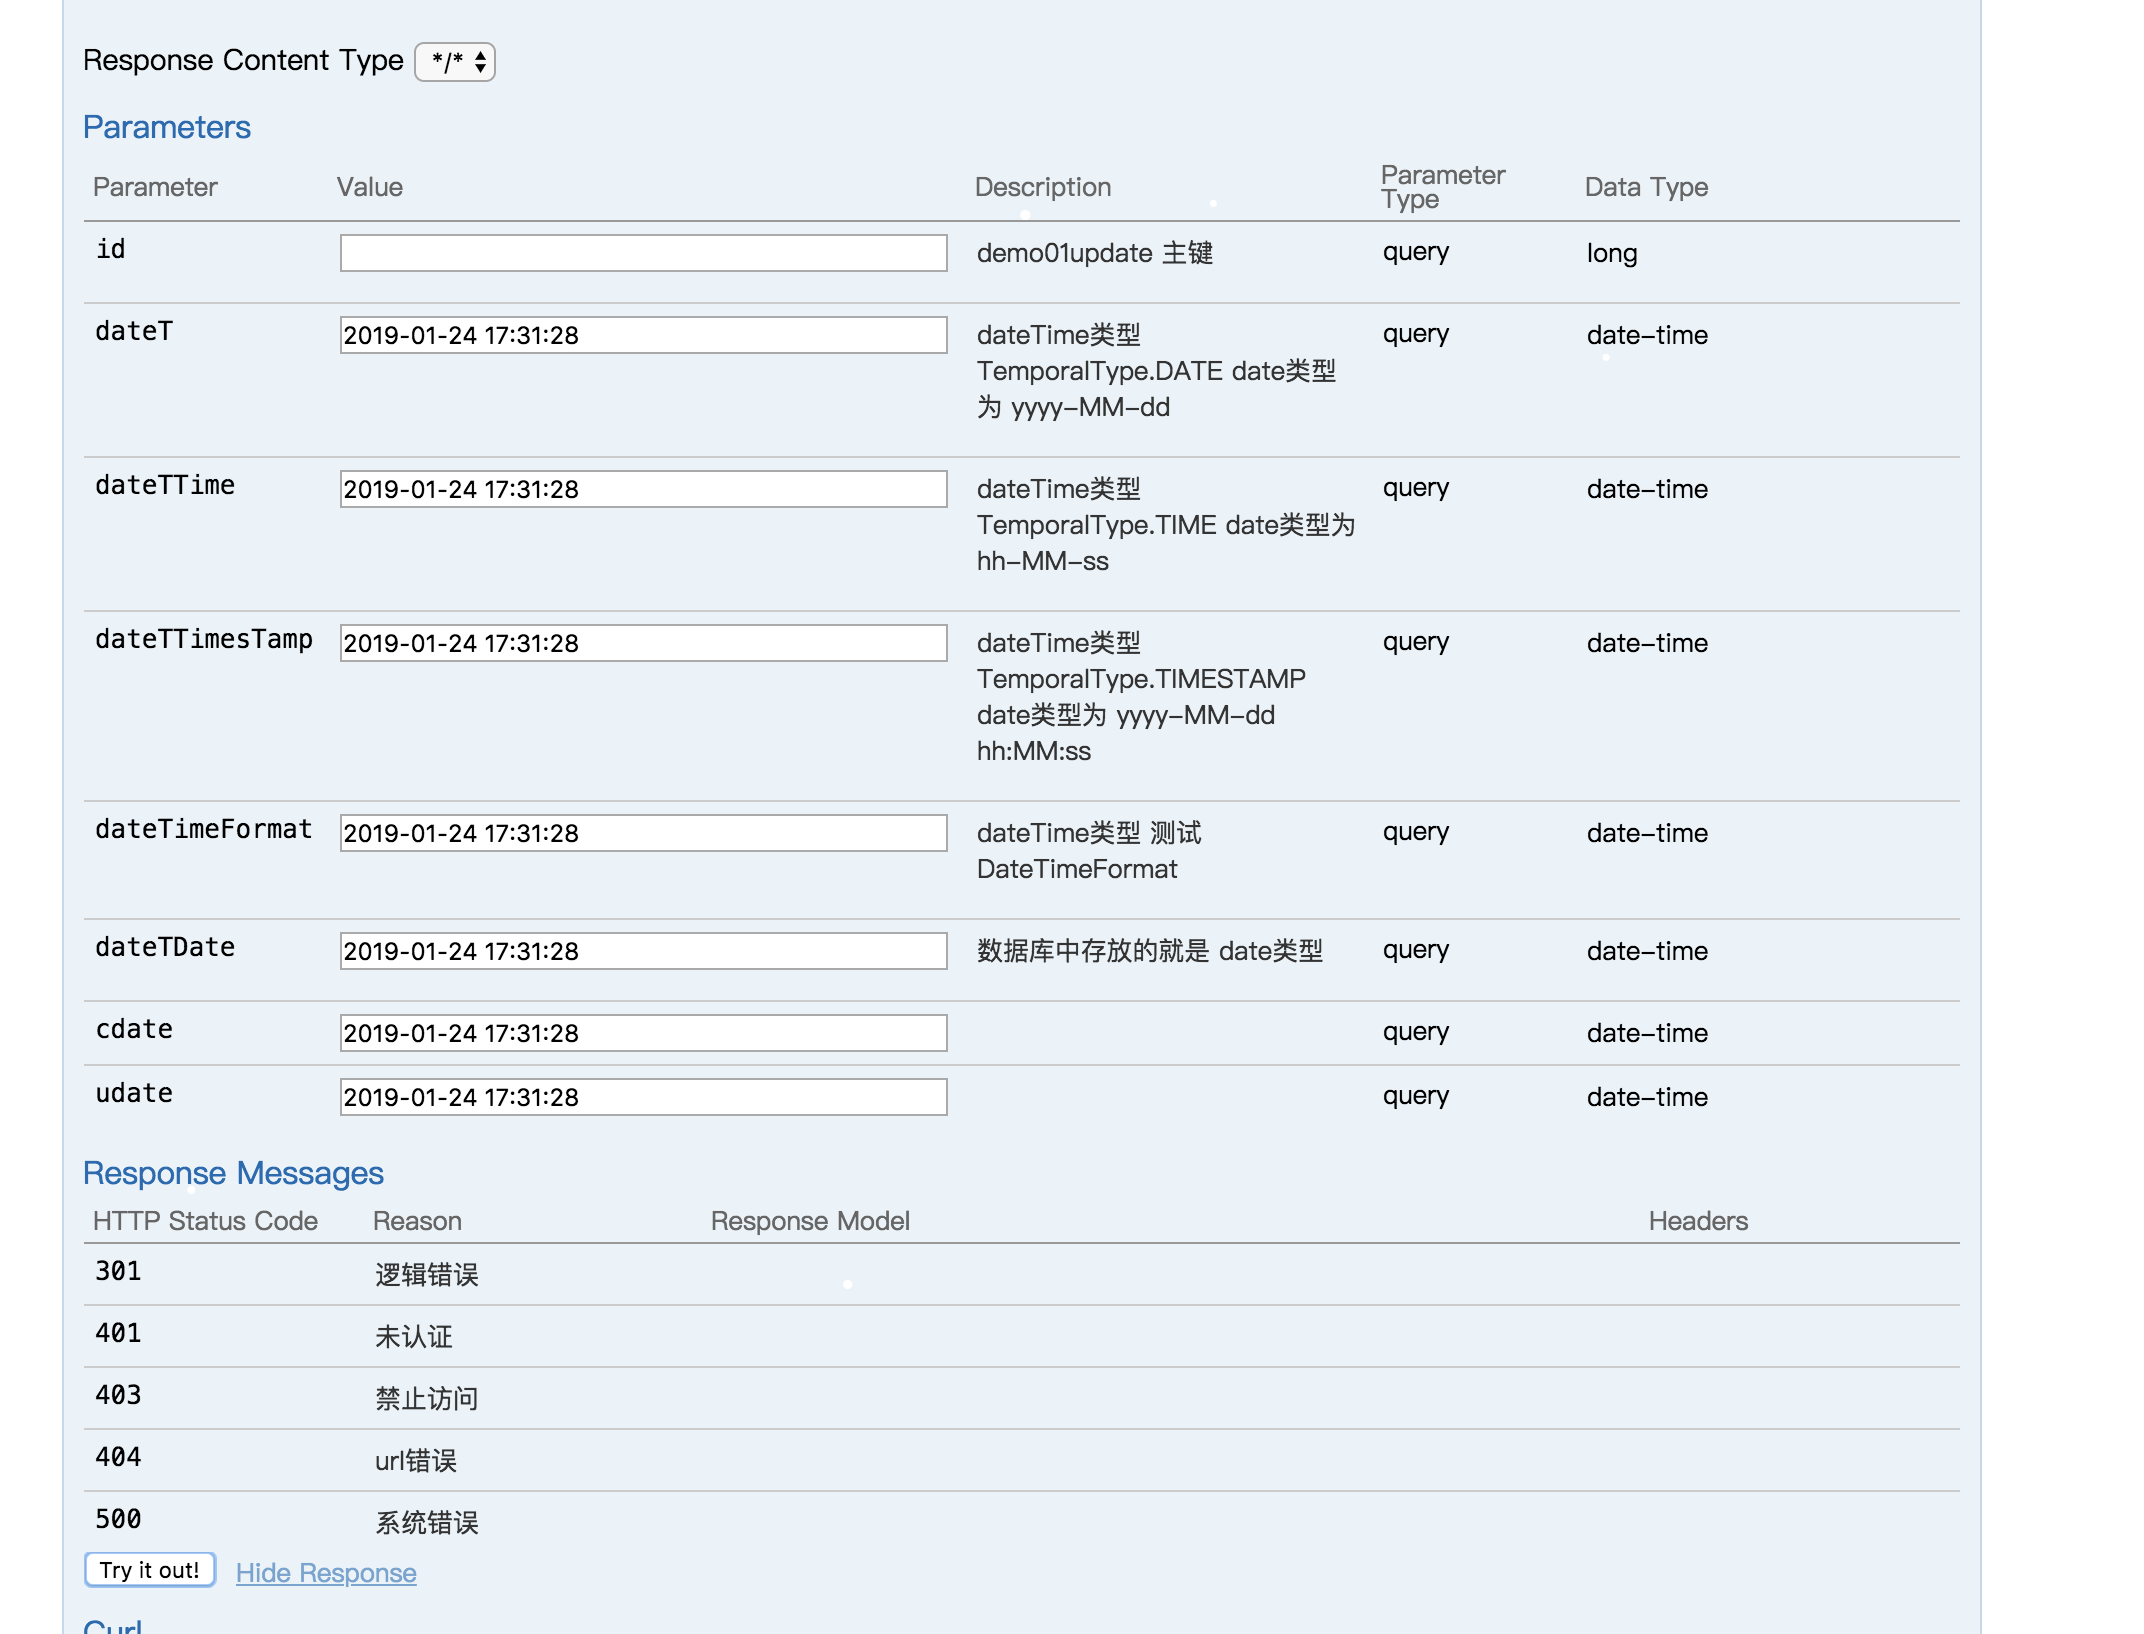 Response Content Type */*
Parameters
Parameter Value Description Parameter Type Data Type
id demo01update 主键 query long
dateT 2019-01-24 17:31:28 dateTime类型 query date-time
TemporalType.DATE date类型
为 yyyy-MM-dd
dateTTime 2019-01-24 17:31:28 dateTime类型 query date-time
TemporalType.TIME date类型为
hh-MM-ss
dateTTimesTamp 2019-01-24 17:31:28 dateTime类型 query date-time
TemporalType.TIMESTAMP
date类型为 yyyy-MM-dd
hh:MM:ss
dateTimeFormat 2019-01-24 17:31:28 dateTime类型 测试 query date-time
DateTimeFormat
dateTDate 2019-01-24 17:31:28 数据库中存放的就是 date类型 query date-time
cdate 2019-01-24 17:31:28 query date-time
udate 2019-01-24 17:31:28 query date-time
Response Messages
HTTP Status Code Reason Response Model Headers
301 逻辑错误
401 未认证
403 禁止访问
404 url错误
500 系统错误
Try it out! Hide Response
Curl